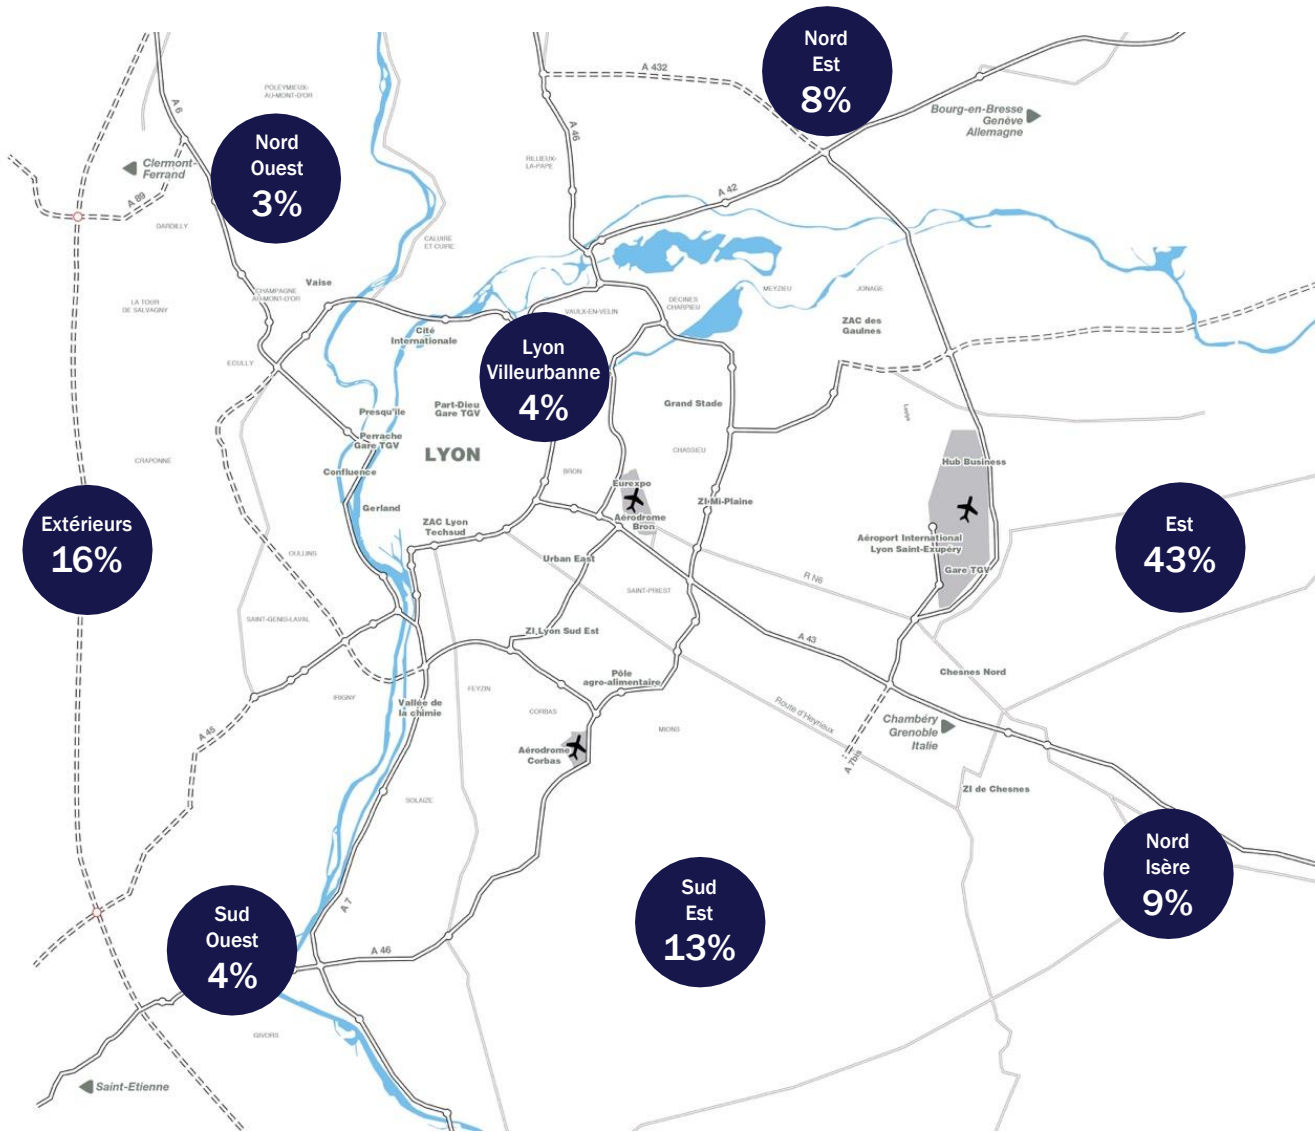 Nord
Est
8%
A 432
A 6
POLEYMIEUX-
AU-MONT-D'OR
A 46
Bourg-en-Bresse
Genève
Allemagne
Nord
Ouest
3%
Clermont-
Ferrand
RILLIEUX-
LA-PAPE
A 89
A 42
DARDILLY
CALUIRE
ET CUIRE
Vaise
CHAMPAGNE
AU-MONT-D'OR
MEYZIEU
JONAGE
LA TOUR
DE SALVAGNY
DECINES
CHARPIEU
VAULX-EN-VELIN
ZAC des
Gaulnes
Cité
Internationale
Lyon
Villeurbanne
4%
ECULLY
Presqu'île
Part-Dieu
Gare TGV
Grand Stade
Perrache
Gare TGV
LYON
CHASSIEU
CRAPONNE
Confluence
BRON
Hub Business
Eurexpo
Gerland
ZI Mi-Plaine
Extérieurs
16%
ZAC Lyon
Techsud
Aérodrome
Bron
Est
43%
Aéroport International
Lyon Saint-Exupéry
OULLINS
Urban East
Gare TGV
R N6
SAINT-PRIEST
SAINT-GENIS-LAVAL
ZI Lyon Sud Est
A 43
Pôle
agro-alimentaire
Chesnes Nord
IRIGNY
FEYZIN
Vallée de
la chimie
CORBAS
MIONS
Route d'Heyrieux
Chambéry
Grenoble
Italie
A 45
Aérodrome
Corbas
A 7bis
ZI de Chesnes
SOLAIZE
Nord
Isère
9%
Sud
Est
13%
A 7
Sud
Ouest
4%
A 46
GIVORS
Saint-Etienne